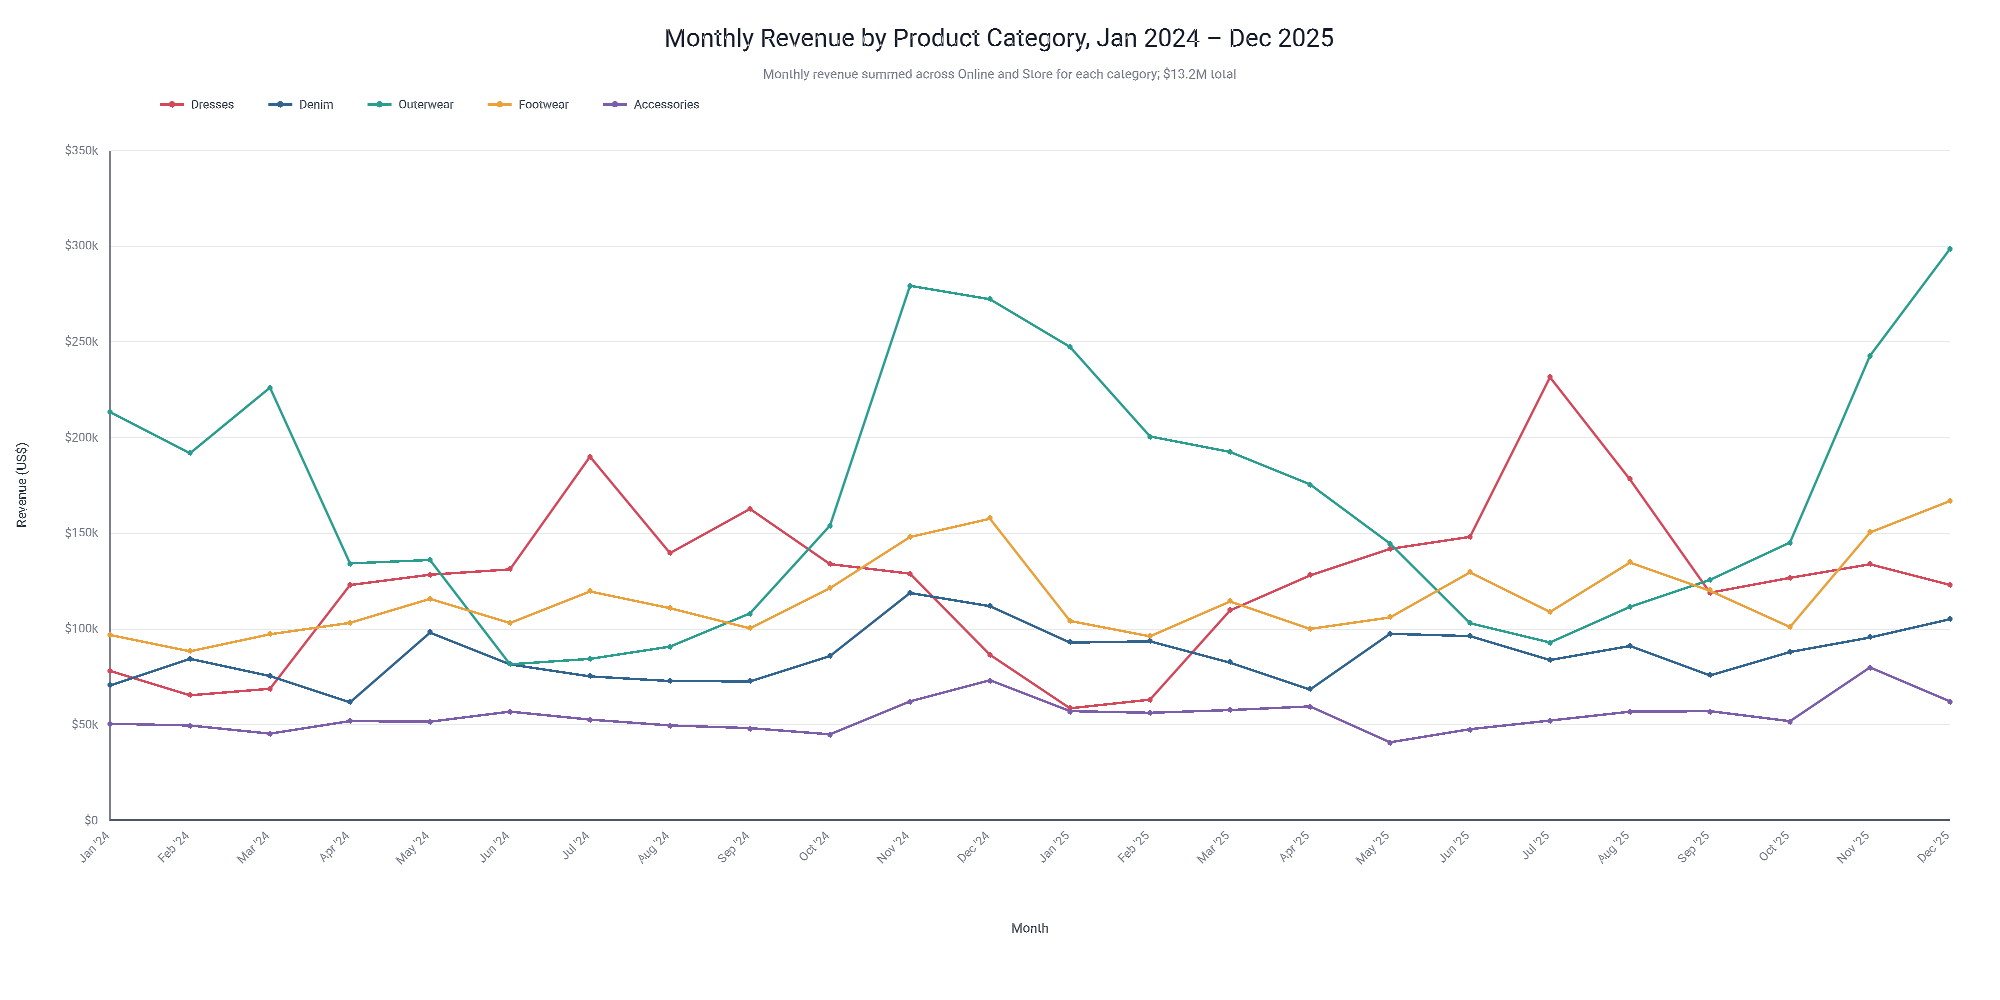 Monthly Revenue by Product Category, Jan 2024 – Dec 2025
Monthly revenue summed across Online and Store for each category; $13.2M total
Dresses Denim Outerwear Footwear Accessories
$350k
$300k
$250k
$200k
$150k
$100k
$50k
$0
Revenue (US$)
Jan '24 Feb '24 Mar '24 Apr '24 May '24 Jun '24 Jul '24 Aug '24 Sep '24 Oct '24 Nov '24 Dec '24 Jan '25 Feb '25 Mar '25 Apr '25 May '25 Jun '25 Jul '25 Aug '25 Sep '25 Oct '25 Nov '25 Dec '25
Month